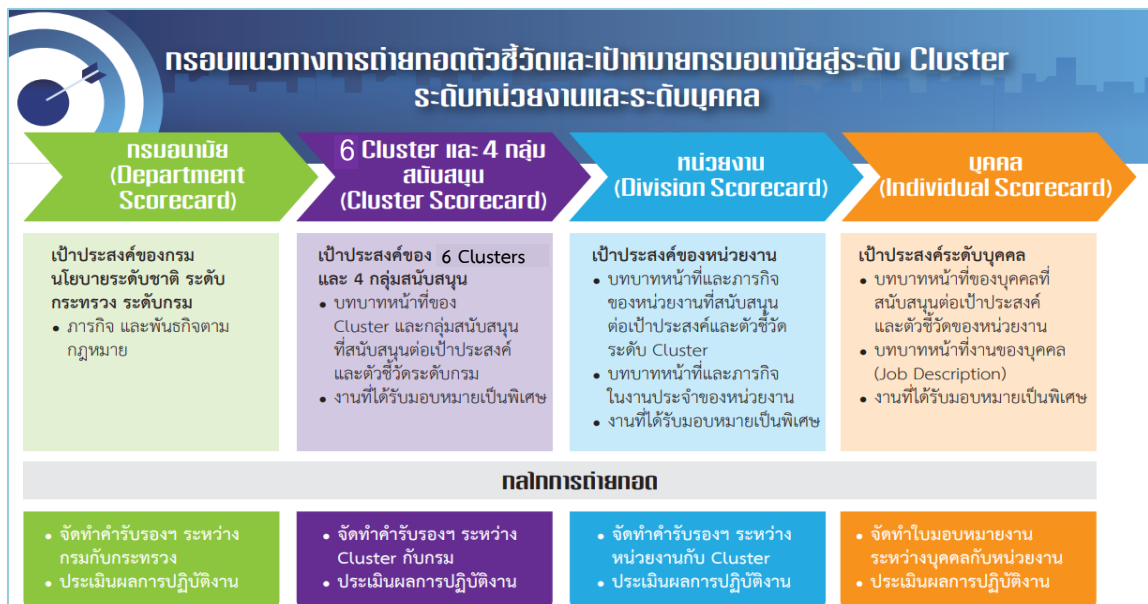 กรอบแนวทางการถ่ายทอดตัวชี้วัดและเป้าหมายกรมอนามัยสู่ระดับ Cluster
ระดับหน่วยงานและระดับบุคคล
กรมอนามัย
(Department
Scorecard)
6 Cluster และ 4 กลุ่ม
สนับสนุน
(Cluster Scorecard)
หน่วยงาน
(Division Scorecard)
บุคคล
(Individual Scorecard)
เป้าประสงค์ของกรม
นโยบายระดับชาติ ระดับ
กระทรวง ระดับกรม
• ภารกิจ และพันธกิจตาม
กฎหมาย
เป้าประสงค์ของ 6 Clusters
และ 4 กลุ่มสนับสนุน
• บทบาทหน้าที่ของ
Cluster และกลุ่มสนับสนุน
ที่สนับสนุนต่อเป้าประสงค์
และตัวชี้วัดระดับกรม
• งานที่ได้รับมอบหมายเป็นพิเศษ
เป้าประสงค์ของหน่วยงาน
• บทบาทหน้าที่และภารกิจ
ของหน่วยงานที่สนับสนุน
ต่อเป้าประสงค์และตัวชี้วัด
ระดับ Cluster
• บทบาทหน้าที่และภารกิจ
ในงานประจำของหน่วยงาน
• งานที่ได้รับมอบหมายเป็นพิเศษ
เป้าประสงค์ระดับบุคคล
• บทบาทหน้าที่ของบุคคลที่
สนับสนุนต่อเป้าประสงค์
และตัวชี้วัดของหน่วยงาน
• บทบาทหน้าที่งานของบุคคล
(Job Description)
• งานที่ได้รับมอบหมายเป็นพิเศษ
กลไกการถ่ายทอด
• จัดทำคำรับรองฯ ระหว่าง
กรมกับกระทรวง
• ประเมินผลการปฏิบัติงาน
• จัดทำคำรับรองฯ ระหว่าง
Cluster กับกรม
• ประเมินผลการปฏิบัติงาน
• จัดทำคำรับรองฯ ระหว่าง
หน่วยงานกับ Cluster
• ประเมินผลการปฏิบัติงาน
• จัดทำใบมอบหมายงาน
ระหว่างบุคคลกับหน่วยงาน
• ประเมินผลการปฏิบัติงาน